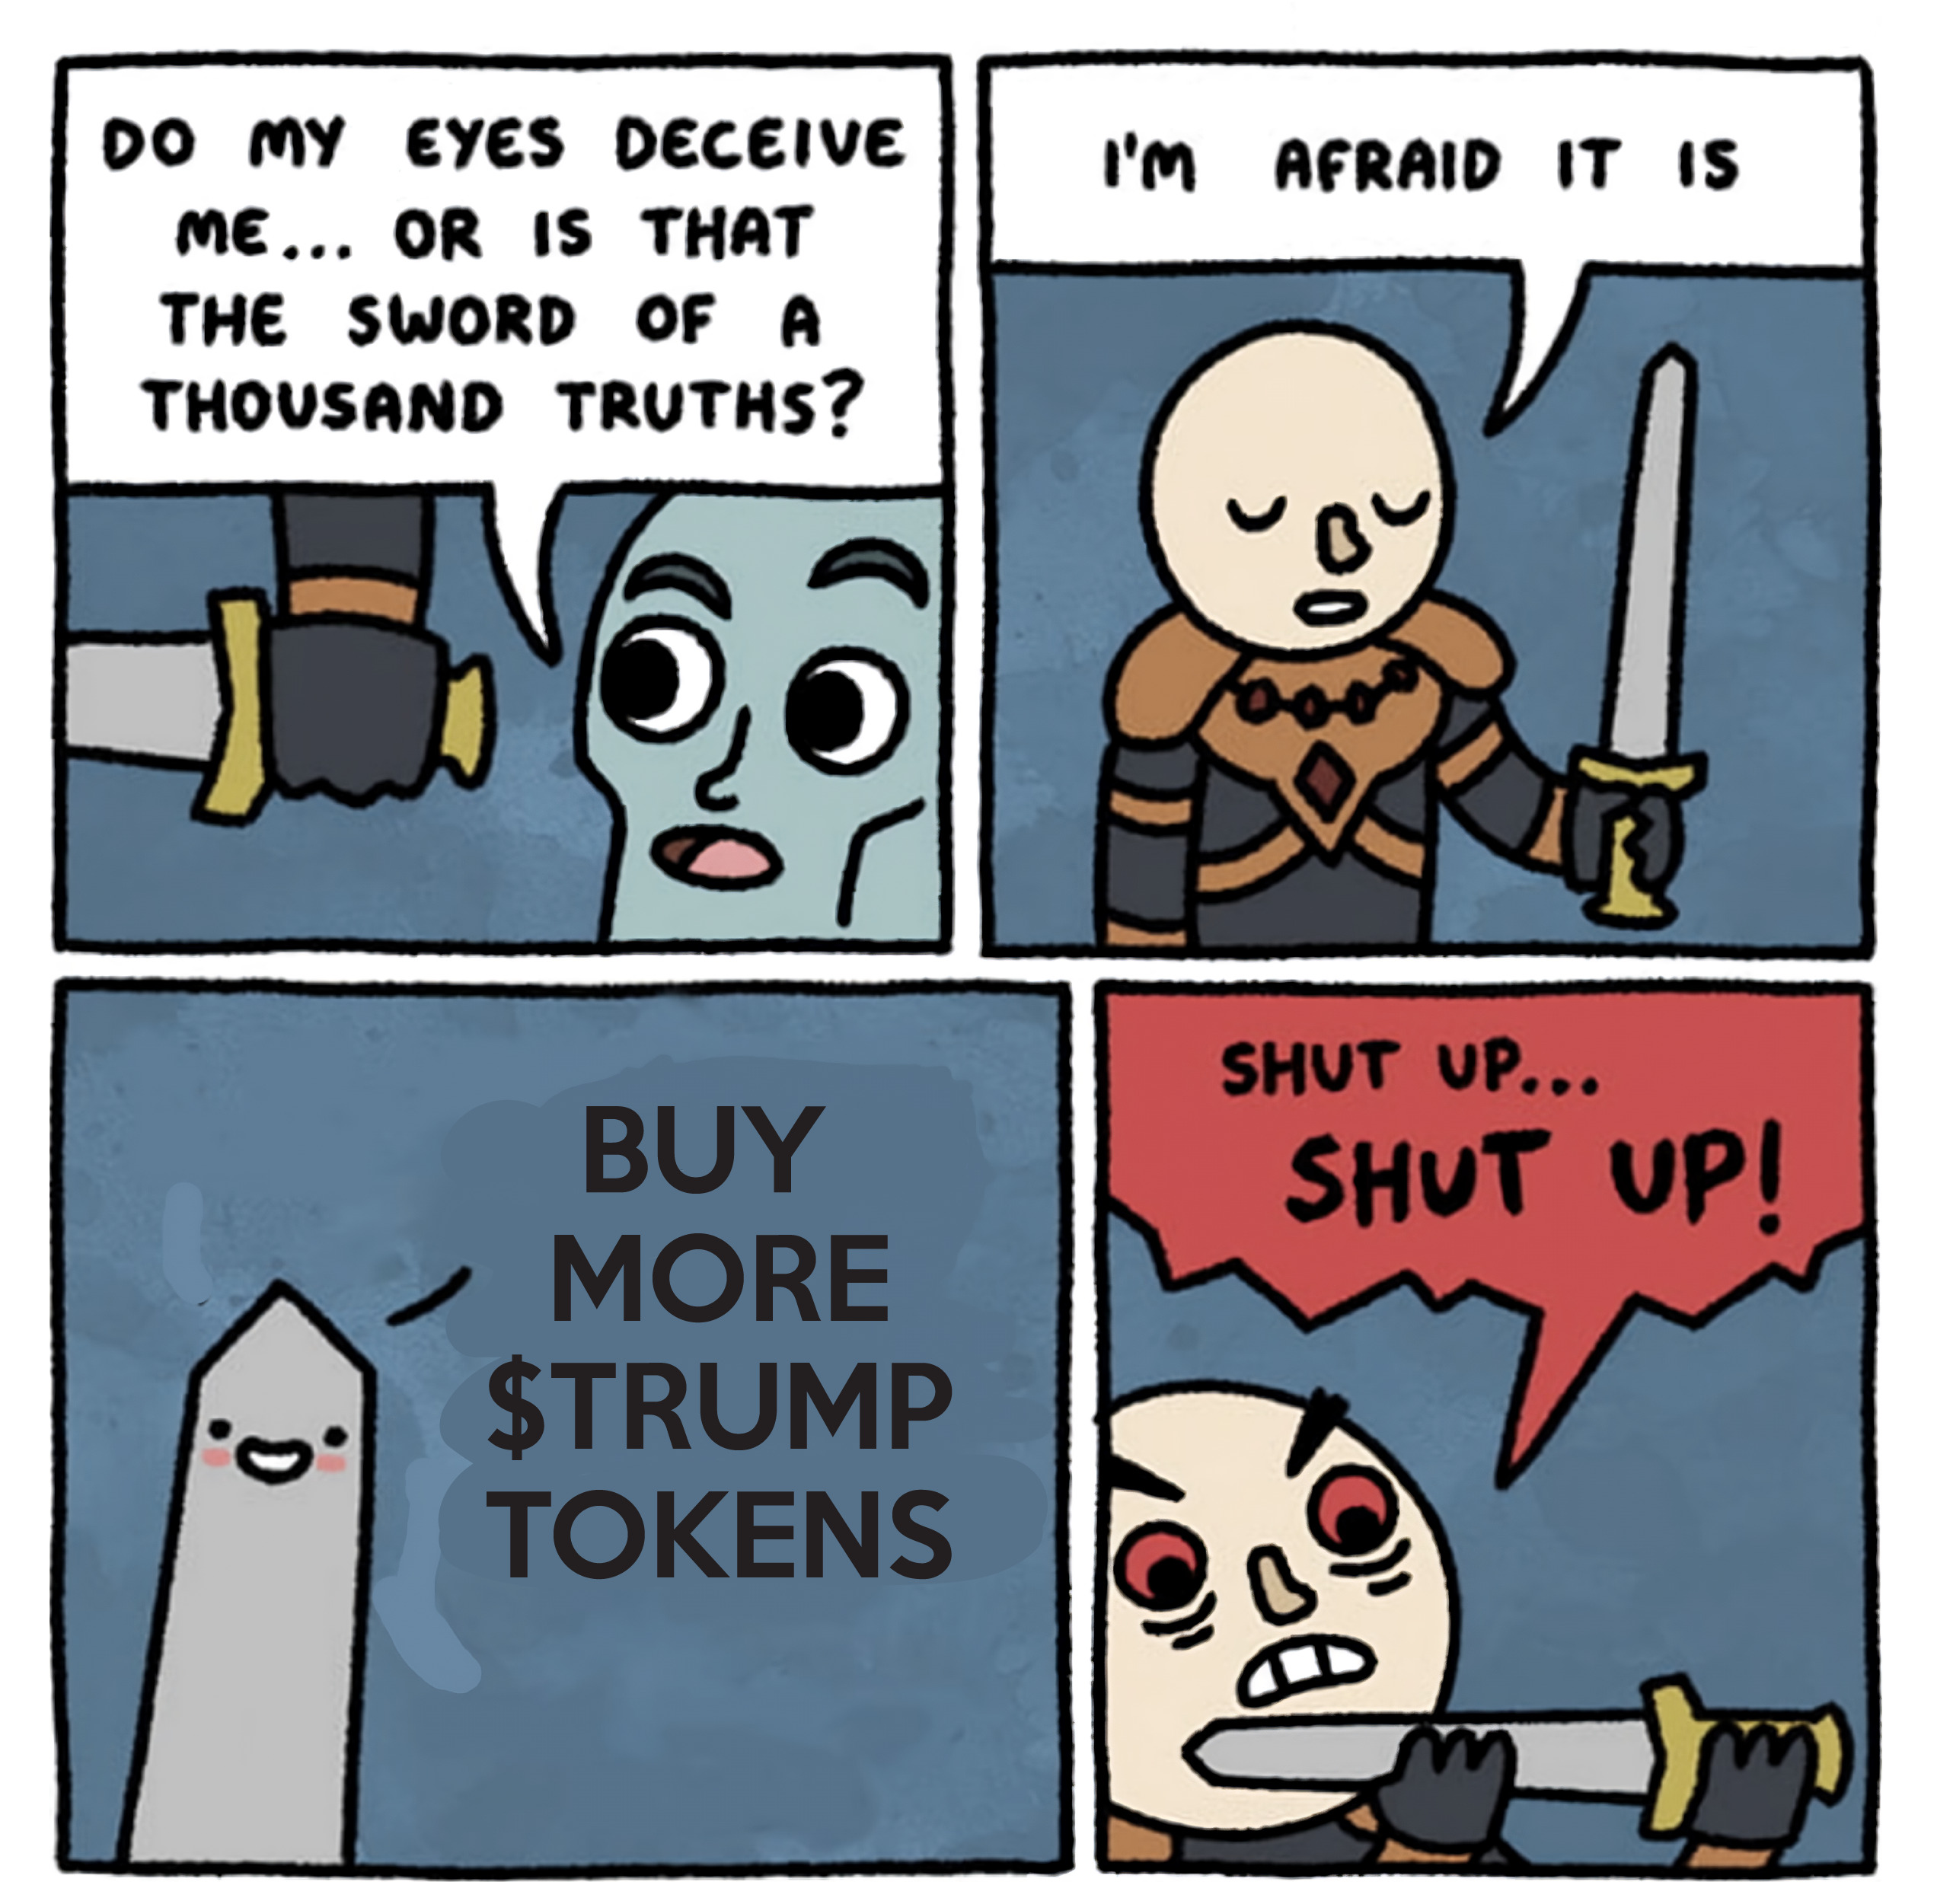 DO MY EYES DECEIVE
ME... OR IS THAT
THE SWORD OF A
THOUSAND TRUTHS?
I'M AFRAID IT IS
BUY
MORE
$TRUMP
TOKENS
SHUT UP...
SHUT UP!